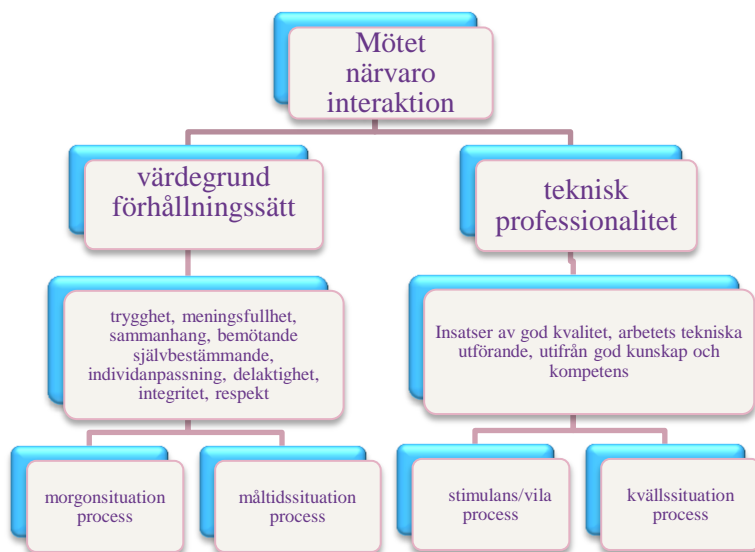 Mötet
närvaro
interaktion
värdegrund
förhållningssätt
teknisk
professionalitet
trygghet, meningsfullhet,
sammanhang, bemötande
självbestämmande,
individanpassning, delaktighet,
integritet, respekt
Insatser av god kvalitet, arbetets tekniska
utförande, utifrån god kunskap och
kompetens
morgonsituation
process
måltidssituation
process
stimulans/vila
process
kvällssituation
process